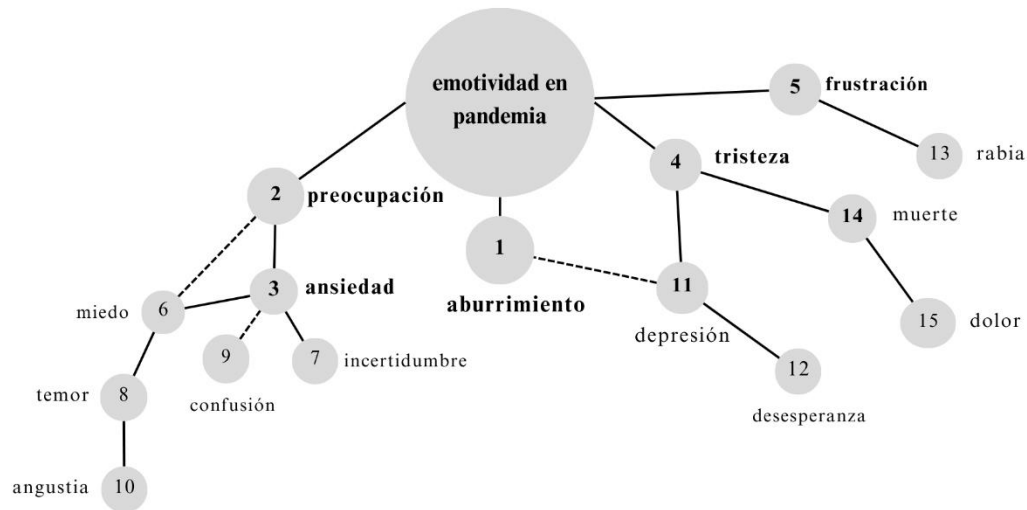 emotividad en
pandemia
5 frustración
13 rabia
4 tristeza
2 preocupación
14 muerte
1
aburrimiento
3 ansiedad
11
depresión
miedo 6
15 dolor
9
confusión
7 incertidumbre
12
desesperanza
temor 8
angustia 10